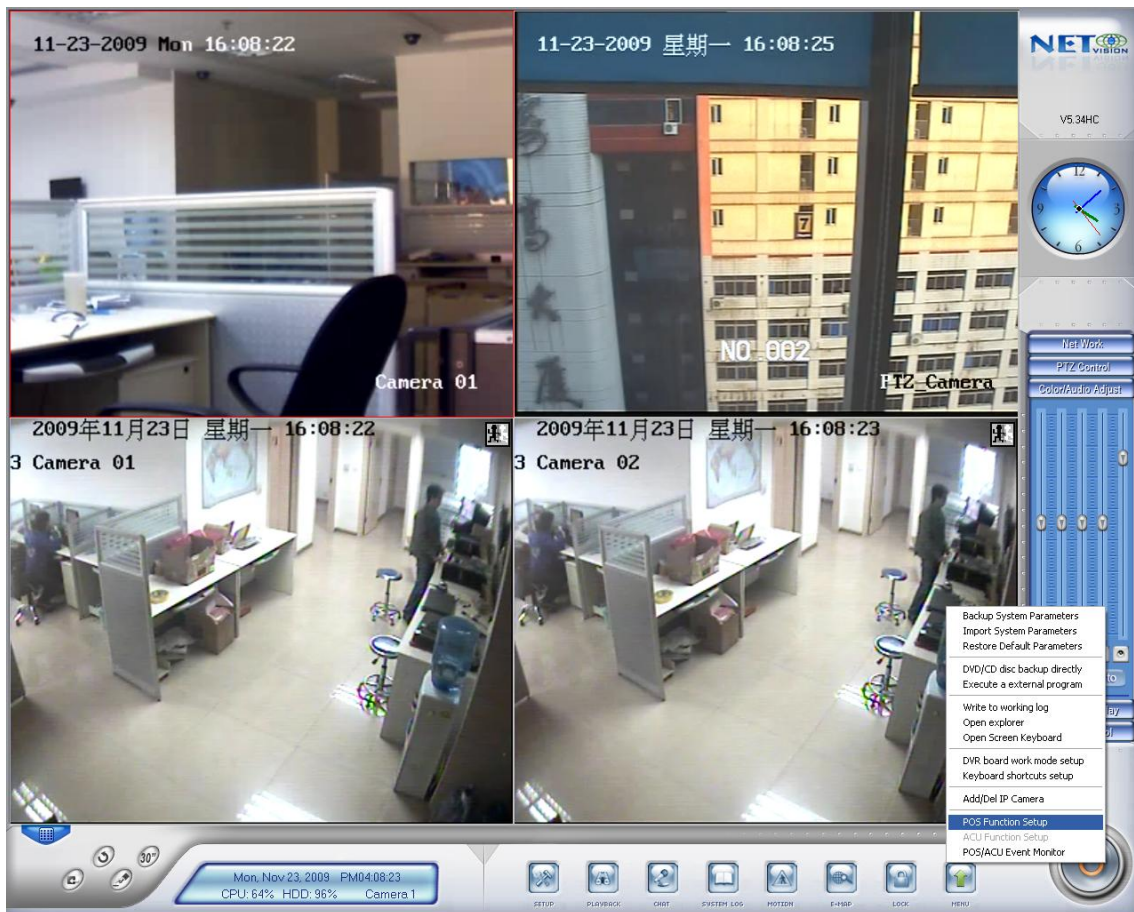 11-23-2009 Mon 16:08:22
Camera 01
11-23-2009 星期一 16:08:25
7
NO.002
PTZ_Camera
2009年11月23日 星期一 16:08:22
3 Camera 01
2009年11月23日 星期一 16:08:23
3 Camera 02
NET VISION
V5.34HC
12
3
6
9
Net Work
PTZ Control
Color/Audio Adjust
Backup System Parameters
Import System Parameters
Restore Default Parameters
DVD/CD disc backup directly
Execute a external program
Write to working log
Open explorer
Open Screen Keyboard
DVR board work mode setup
Keyboard shortcuts setup
Add/Del IP Camera
POS Function Setup
ACU Function Setup
POS/ACU Event Monitor
30"
Mon, Nov 23, 2009 PM04:08:23
CPU: 64% HDD: 96% Camera 1
SETUP
PLAYBACK
CHAT
SYSTEM LOG
MOTION
E-MAP
LOCK
MENU